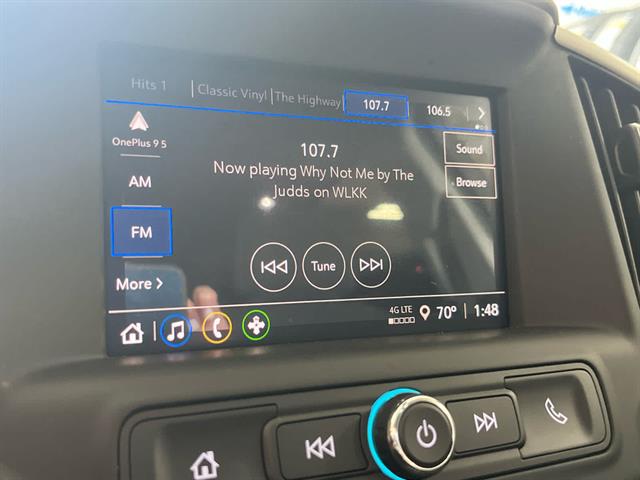 Hits 1 | Classic Vinyl | The Highway 107.7 106.5
OnePlus 9 5
107.7
Sound
Now playing Why Not Me by The
Judds on WLKK
AM
Browse
FM
Tune
More
4G LTE
70° 1:48